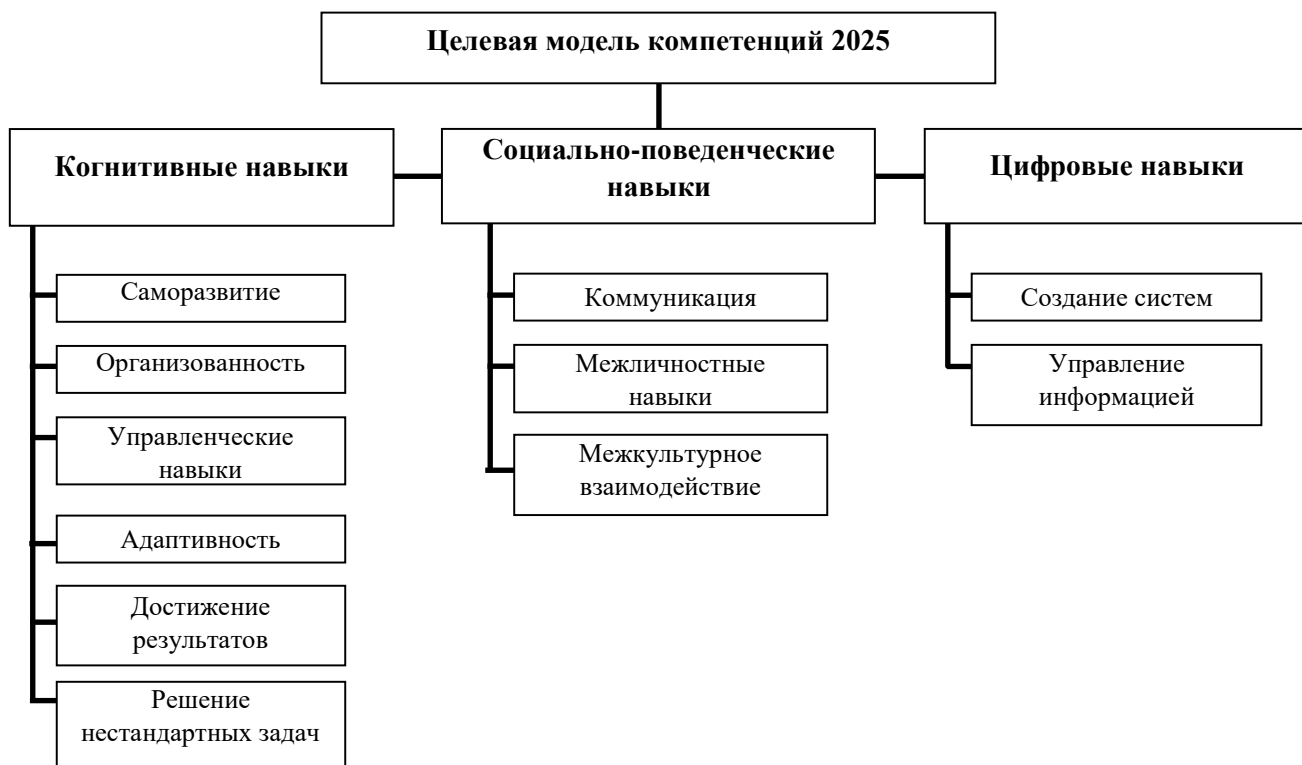 Целевая модель компетенций 2025
Когнитивные навыки
Социально-поведенческие
навыки
Цифровые навыки
Саморазвитие
Организованность
Управленческие
навыки
Адаптивность
Достижение
результатов
Решение
нестандартных задач
Коммуникация
Межличностные
навыки
Межкультурное
взаимодействие
Создание систем
Управление
информацией